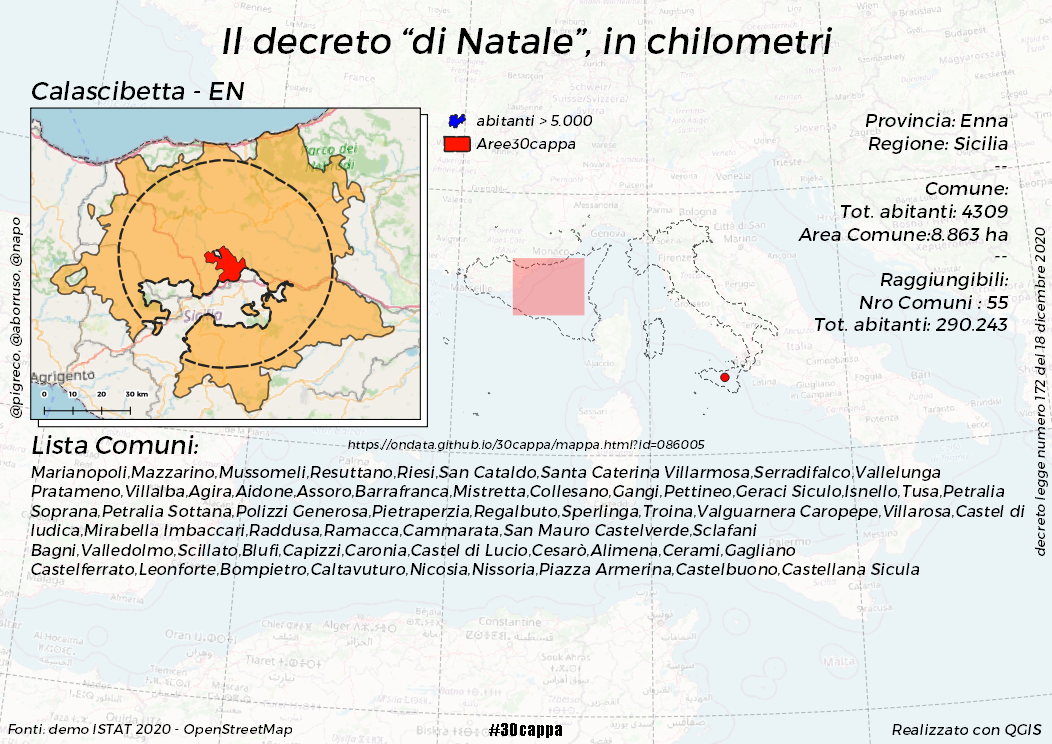 Il decreto “di Natale”, in chilometri
Calascibetta - EN
abitanti > 5.000
Aree30cappa
Provincia: Enna
Regione: Sicilia
--
Comune:
Tot. abitanti: 4309
Area Comune:8.863 ha
--
Raggiungibili:
Nro Comuni : 55
Tot. abitanti: 290.243
@pigreco, @aborruso, @napo
decreto legge numero 172 del 18 dicembre 2020
Parco dei
Sicilia
Agrigento
0 10 20 30 km
Lista Comuni:
https://ondata.github.io/30cappa/mappa.html?id=086005
Marianopoli,Mazzarino,Mussomeli,Resuttano,Riesi,San Cataldo,Santa Caterina Villarmosa,Serradifalco,Vallelunga
Pratameno,Villalba,Agira,Aidone,Assoro,Barrafranca,Mistretta,Collesano,Gangi,Pettineo,Geraci Siculo,Isnello,Tusa,Petralia
Soprana,Petralia Sottana,Polizzi Generosa,Pietraperzia,Regalbuto,Sperlinga,Troina,Valguarnera Caropepe,Villarosa,Castel di
Iudica,Mirabella Imbaccari,Raddusa,Ramacca,Cammarata,San Mauro Castelverde,Sclafani
Bagni,Valledolmo,Scillato,Blufi,Capizzi,Caronia,Castel di Lucio,Cesarò,Alimena,Cerami,Gagliano
Castelferrato,Leonforte,Bompietro,Caltavuturo,Nicosia,Nissoria,Piazza Armerina,Castelbuono,Castellana Sicula
Fonti: demo ISTAT 2020 - OpenStreetMap
#30cappa
Realizzato con QGIS